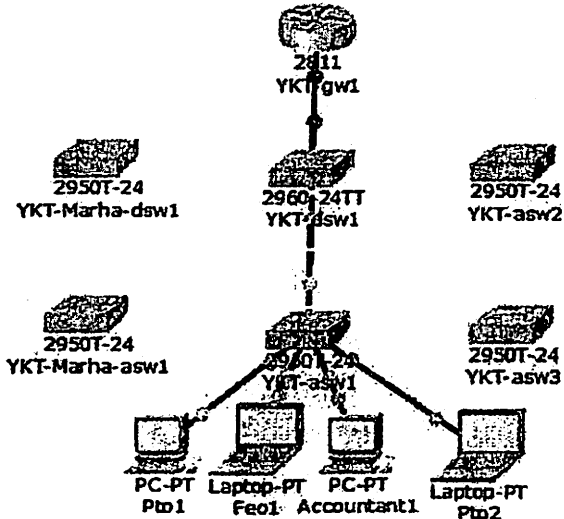 2811
YKT-gw1
2950T-24
YKT-Marha-dsw1
2960-24TT
YKT-dsw1
2950T-24
YKT-asw2
2950T-24
YKT-Marha-asw1
2950T-24
YKT-asw1
2950T-24
YKT-asw3
PC-PT
Pto1
Laptop-PT
Feo1
PC-PT
Accountant1
Laptop-PT
Pto2